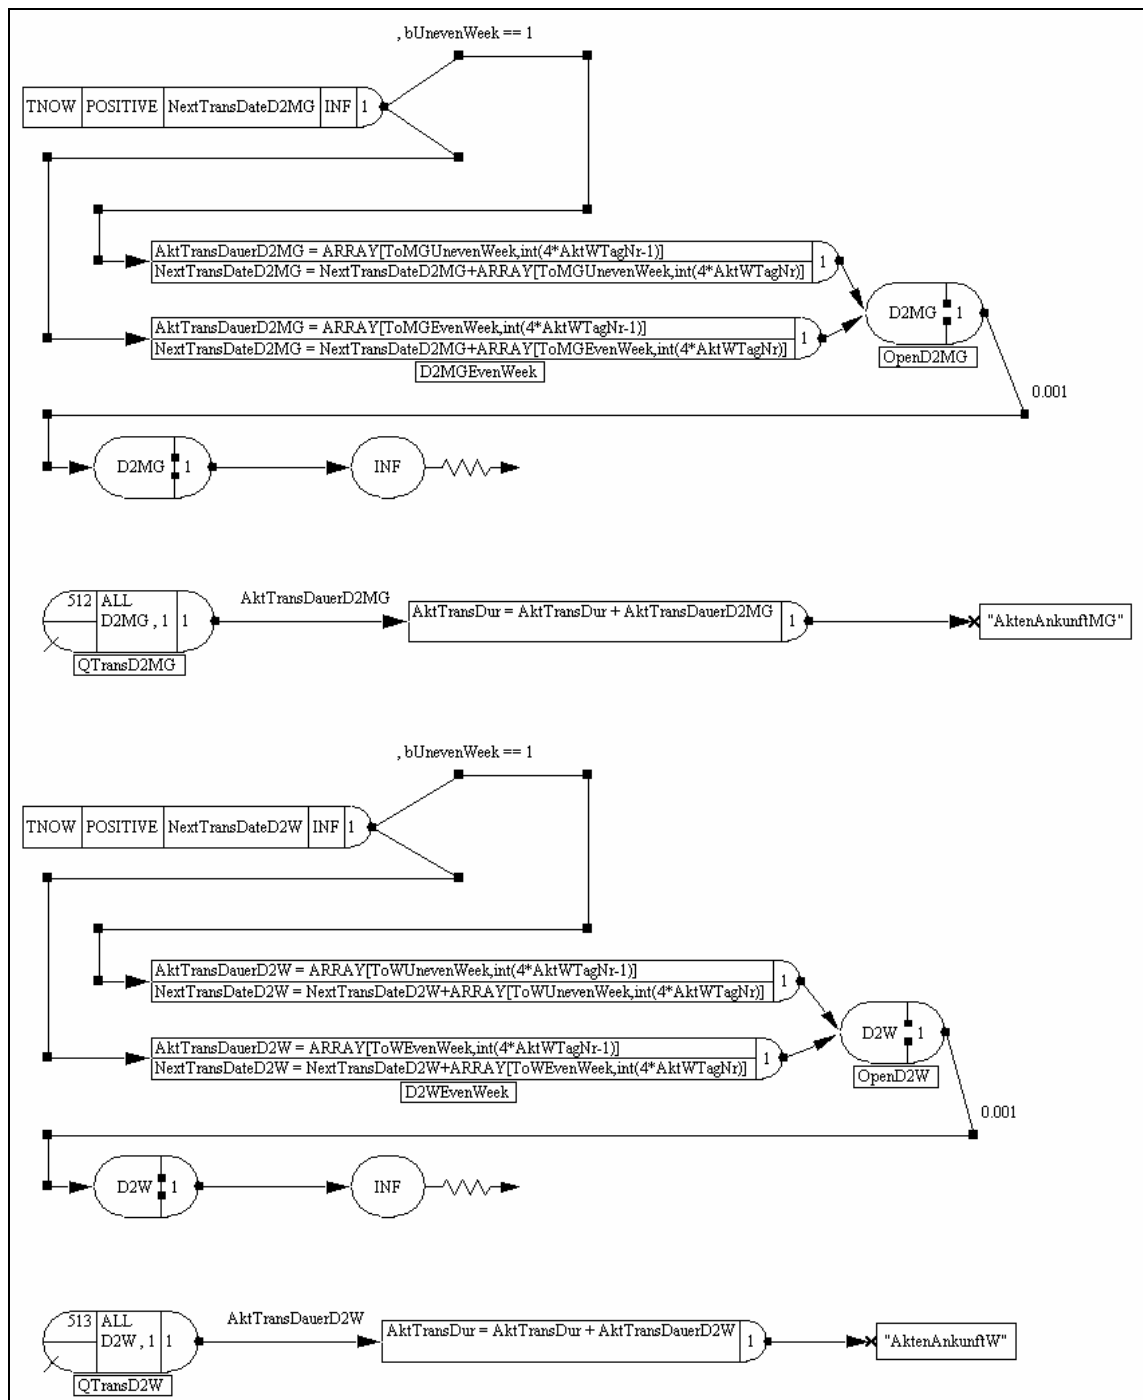 , bUnevenWeek == 1
TNOW POSITIVE NextTransDateD2MG INF 1
AktTransDauerD2MG = ARRAY[ToMGUnevenWeek,int(4*AktWTagNr-1)]
NextTransDateD2MG = NextTransDateD2MG+ARRAY[ToMGUnevenWeek,int(4*AktWTagNr)]
1
D2MG 1
OpenD2MG
AktTransDauerD2MG = ARRAY[ToMGEvenWeek,int(4*AktWTagNr-1)]
NextTransDateD2MG = NextTransDateD2MG+ARRAY[ToMGEvenWeek,int(4*AktWTagNr)]
1
D2MGEvenWeek
0.001
D2MG 1
INF
512 ALL
D2MG , 1 1
QTransD2MG
AktTransDauerD2MG
AktTransDur = AktTransDur + AktTransDauerD2MG
1
"AktenAnkunftMG"
, bUnevenWeek == 1
TNOW POSITIVE NextTransDateD2W INF 1
AktTransDauerD2W = ARRAY[ToWUnevenWeek,int(4*AktWTagNr-1)]
NextTransDateD2W = NextTransDateD2W+ARRAY[ToWUnevenWeek,int(4*AktWTagNr)]
1
D2W 1
OpenD2W
AktTransDauerD2W = ARRAY[ToWEvenWeek,int(4*AktWTagNr-1)]
NextTransDateD2W = NextTransDateD2W+ARRAY[ToWEvenWeek,int(4*AktWTagNr)]
1
D2WEvenWeek
0.001
D2W 1
INF
513 ALL
D2W , 1 1
QTransD2W
AktTransDauerD2W
AktTransDur = AktTransDur + AktTransDauerD2W
1
"AktenAnkunftW"